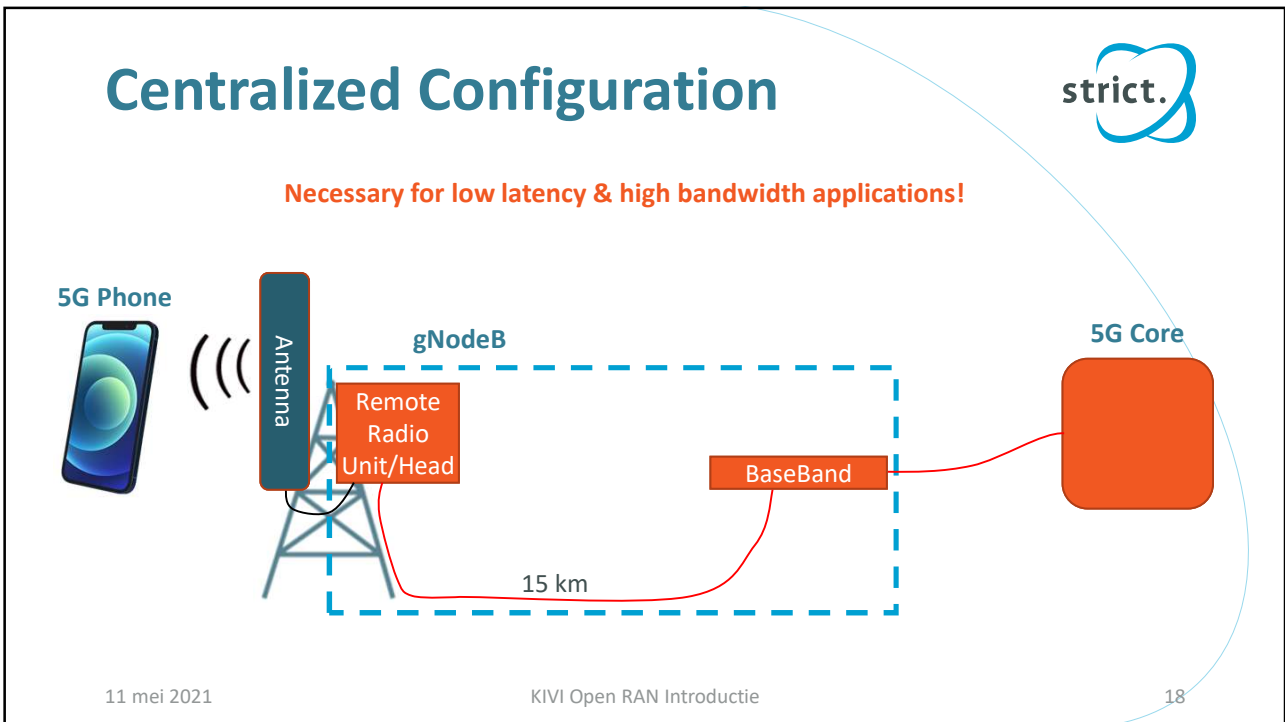 Centralized Configuration
strict.
Necessary for low latency & high bandwidth applications!
5G Phone
Antenna
gNodeB
Remote
Radio
Unit/Head
BaseBand
5G Core
15 km
11 mei 2021
KIVI Open RAN Introductie
18